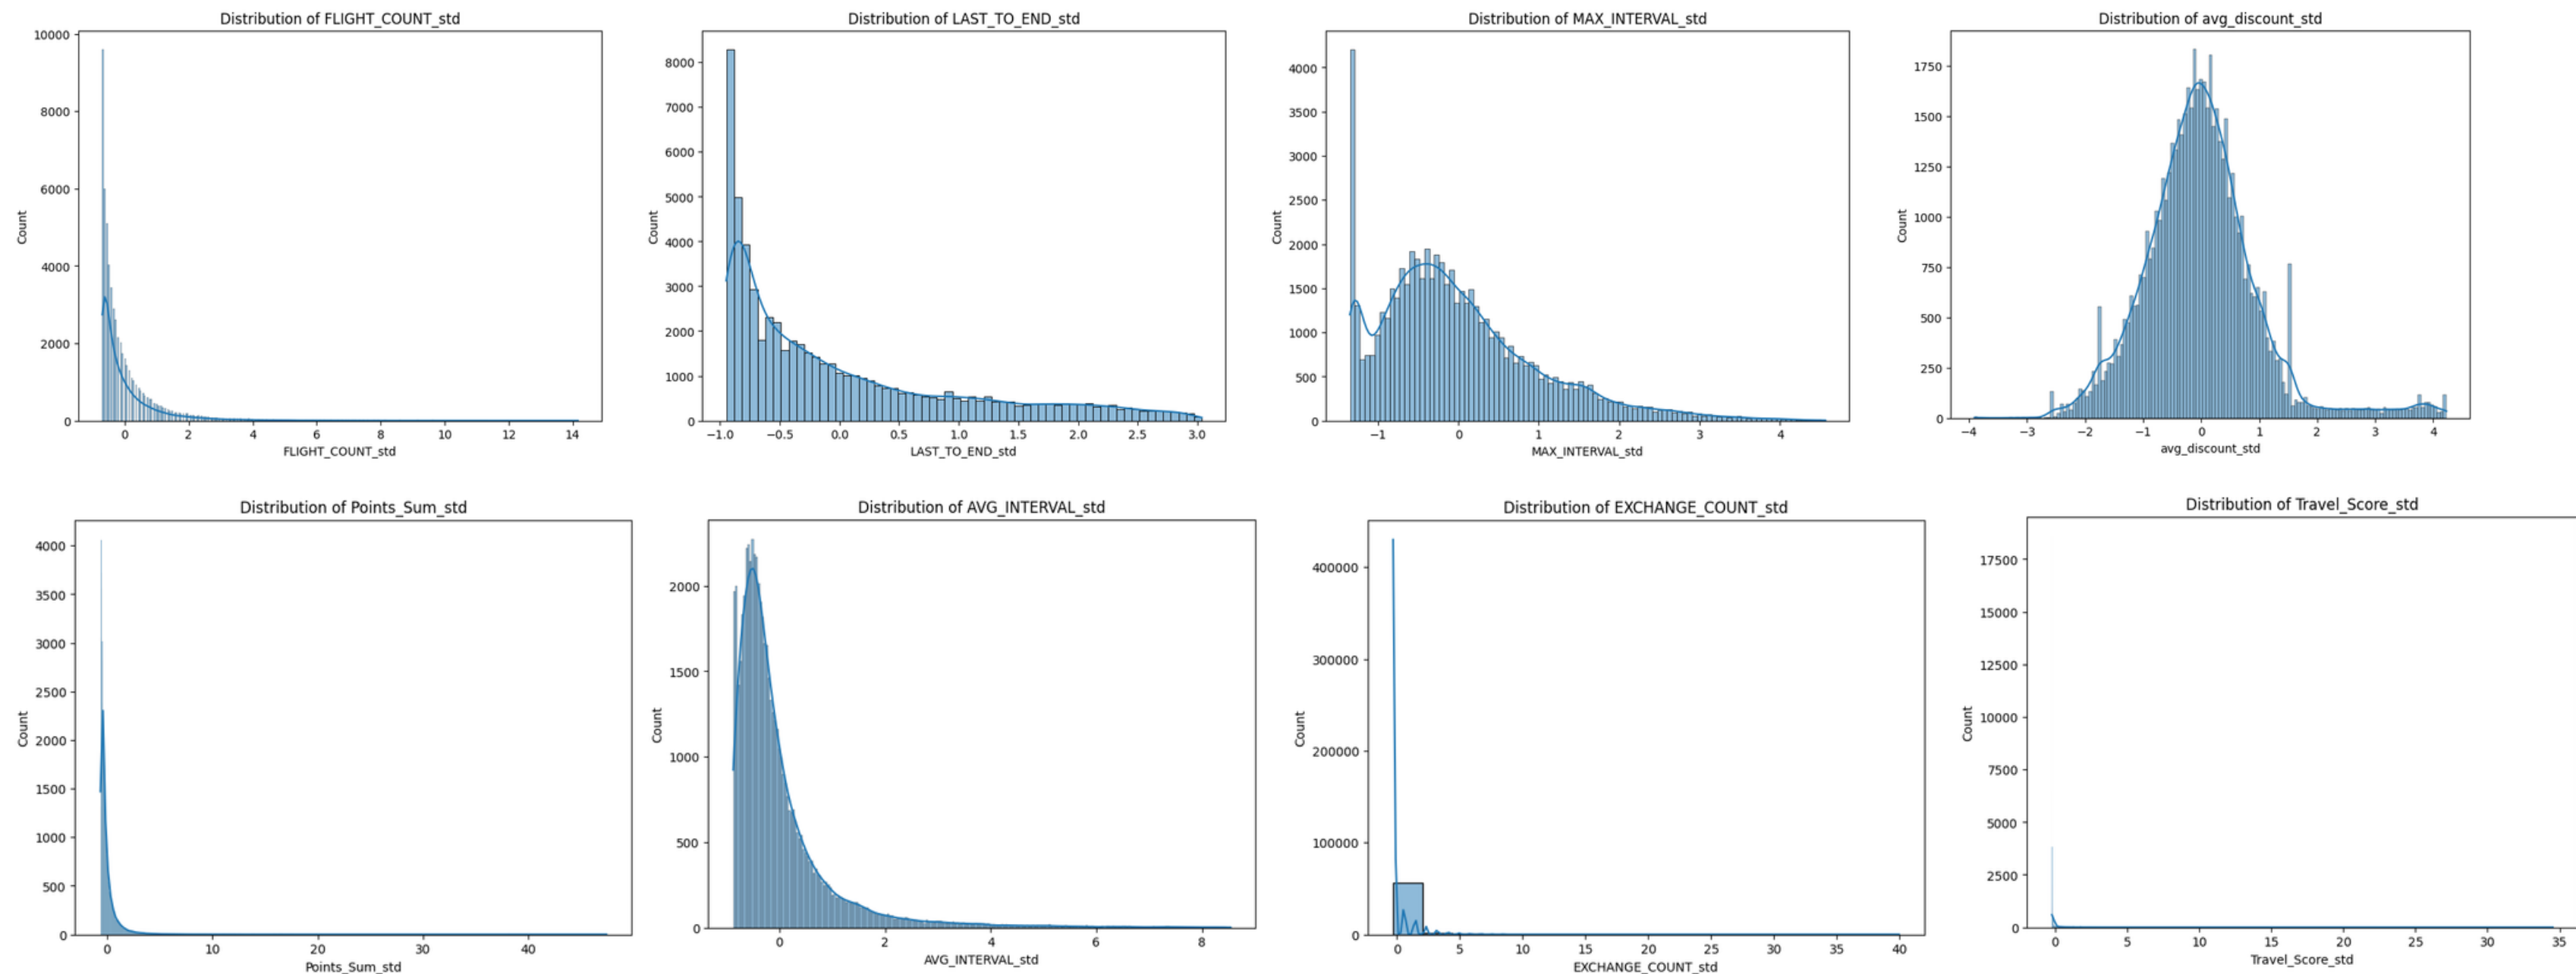 Distribution of FLIGHT_COUNT_std
10000
8000
6000
4000
2000
0
Count
0 2 4 6 8 10 12 14
FLIGHT_COUNT_std
Distribution of LAST_TO_END_std
8000
7000
6000
5000
4000
3000
2000
1000
0
Count
−1.0 −0.5 0.0 0.5 1.0 1.5 2.0 2.5 3.0
LAST_TO_END_std
Distribution of MAX_INTERVAL_std
4000
3500
3000
2500
2000
1500
1000
500
0
Count
−1 0 1 2 3 4
MAX_INTERVAL_std
Distribution of avg_discount_std
1750
1500
1250
1000
750
500
250
0
Count
−4 −3 −2 −1 0 1 2 3 4
avg_discount_std
Distribution of Points_Sum_std
4000
3500
3000
2500
2000
1500
1000
500
0
Count
0 10 20 30 40
Points_Sum_std
Distribution of AVG_INTERVAL_std
2000
1500
1000
500
0
Count
0 2 4 6 8
AVG_INTERVAL_std
Distribution of EXCHANGE_COUNT_std
400000
300000
200000
100000
0
Count
0 5 10 15 20 25 30 35 40
EXCHANGE_COUNT_std
Distribution of Travel_Score_std
17500
15000
12500
10000
7500
5000
2500
0
Count
0 5 10 15 20 25 30 35
Travel_Score_std